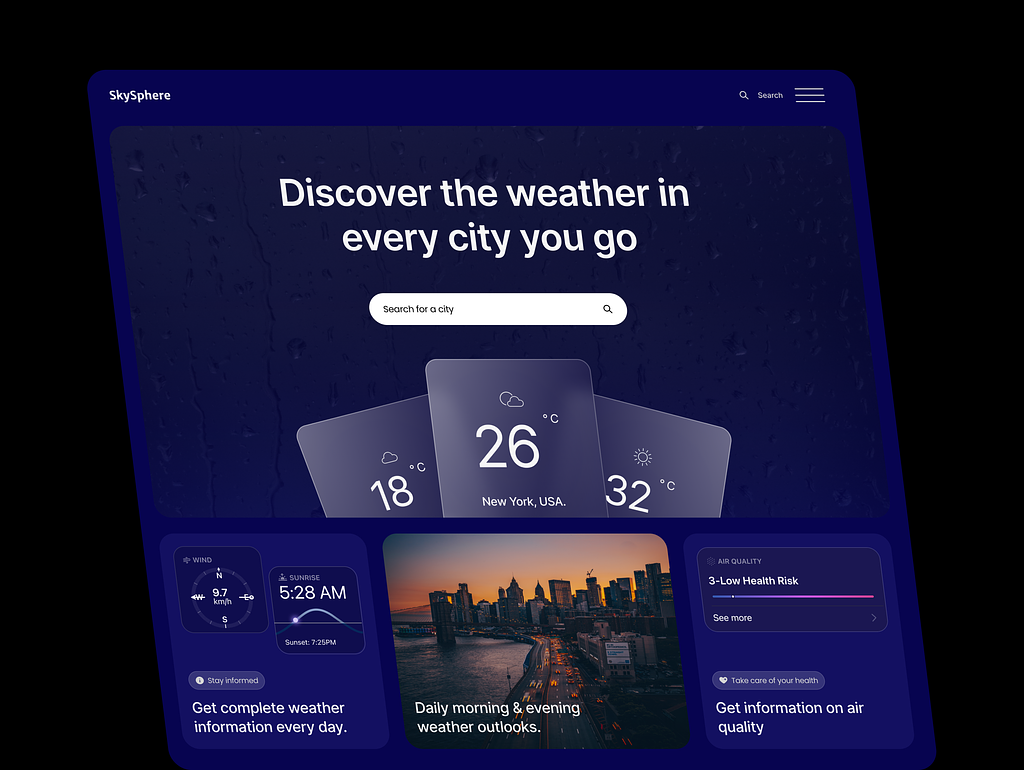 SkySphere
Search
Discover the weather in
every city you go
Search for a city
26 °C
New York, USA.
18 °C
32 °C
WIND
N
W 9.7 E
km/h
S
SUNRISE
5:28 AM
Sunset: 7:25PM
Stay informed
Get complete weather
information every day.
Daily morning & evening
weather outlooks.
AIR QUALITY
3-Low Health Risk
See more
Take care of your health
Get information on air
quality